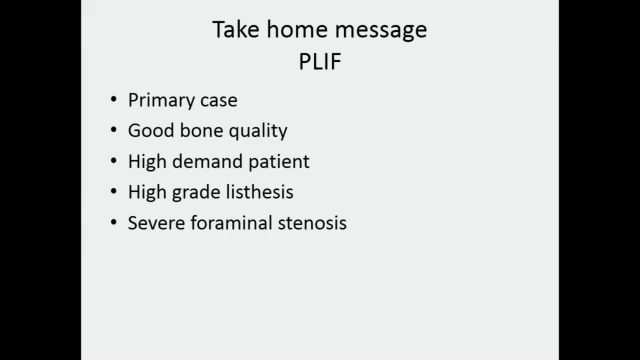 Take home message
PLIF
• Primary case
• Good bone quality
• High demand patient
• High grade listhesis
• Severe foraminal stenosis